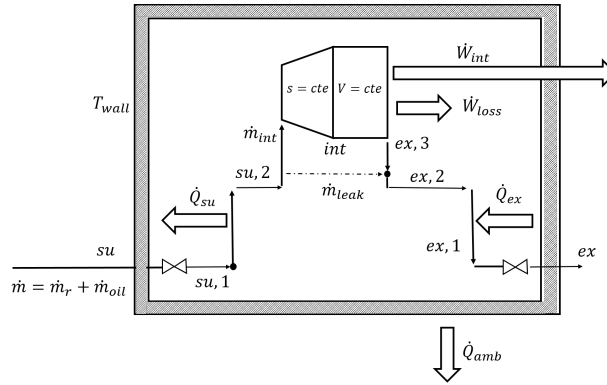 Ẇ_int
s = cte V = cte
T_wall
Ẇ_loss
ṁ_int
int
ex, 3
su, 2
ṁ_leak
ex, 2
Q̇_su
Q̇_ex
su
su, 1
ex, 1
ex
ṁ = ṁ_r + ṁ_oil
Q̇_amb